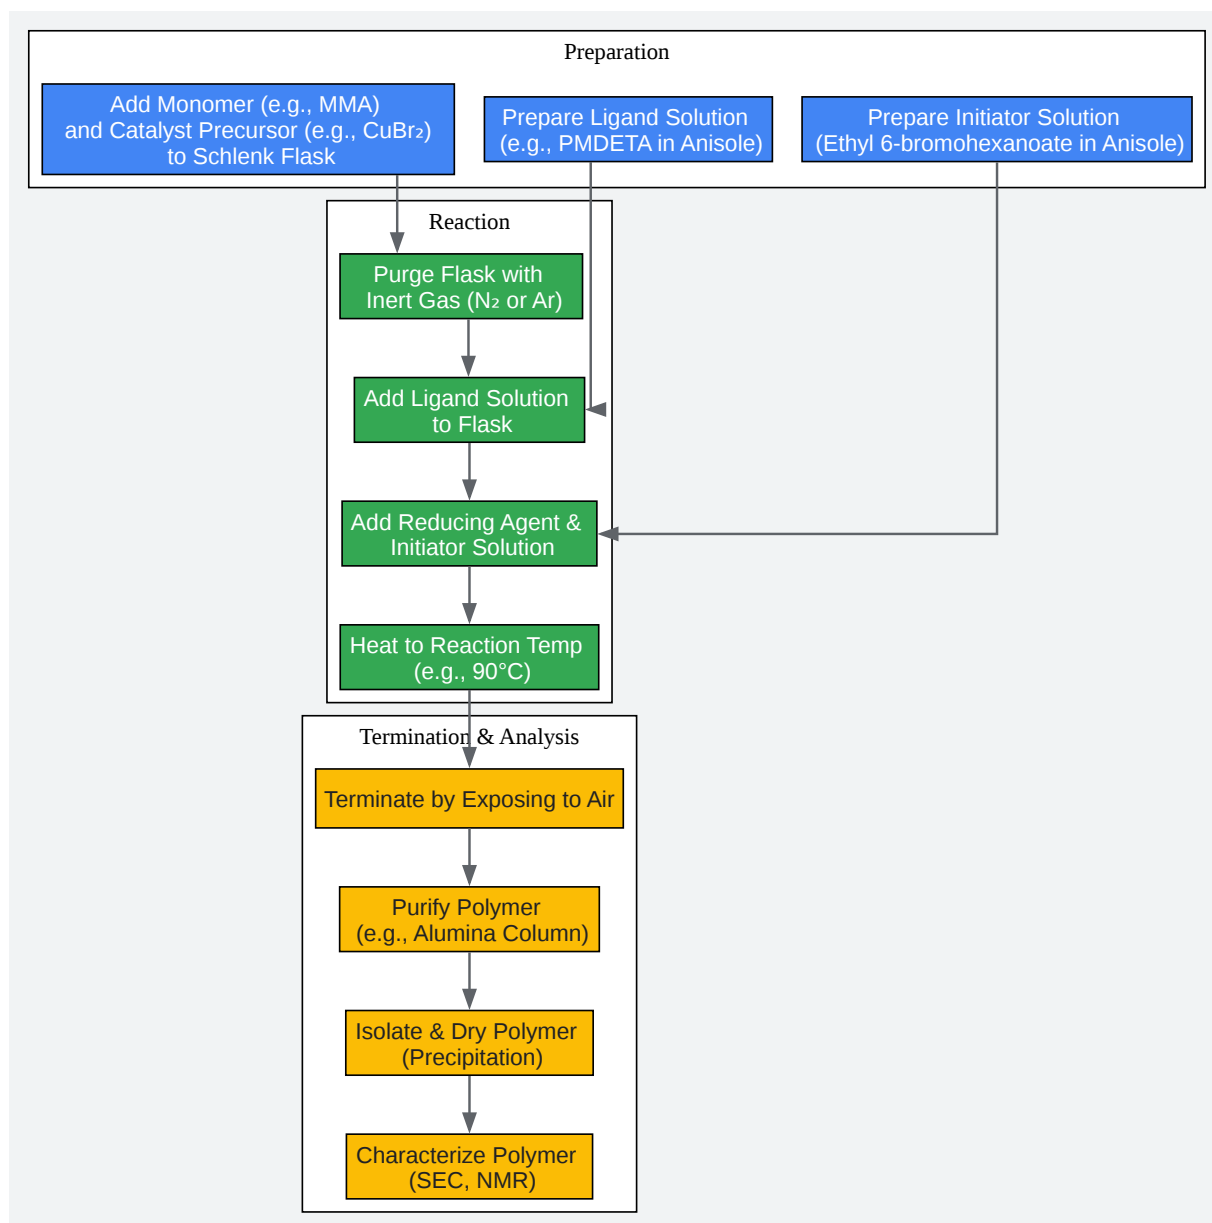 Preparation
Add Monomer (e.g., MMA)
and Catalyst Precursor (e.g., CuBr₂)
to Schlenk Flask
Prepare Ligand Solution
(e.g., PMDETA in Anisole)
Prepare Initiator Solution
(Ethyl 6-bromohexanoate in Anisole)
Reaction
Purge Flask with
Inert Gas (N₂ or Ar)
Add Ligand Solution
to Flask
Add Reducing Agent &
Initiator Solution
Heat to Reaction Temp
(e.g., 90°C)
Termination & Analysis
Terminate by Exposing to Air
Purify Polymer
(e.g., Alumina Column)
Isolate & Dry Polymer
(Precipitation)
Characterize Polymer
(SEC, NMR)